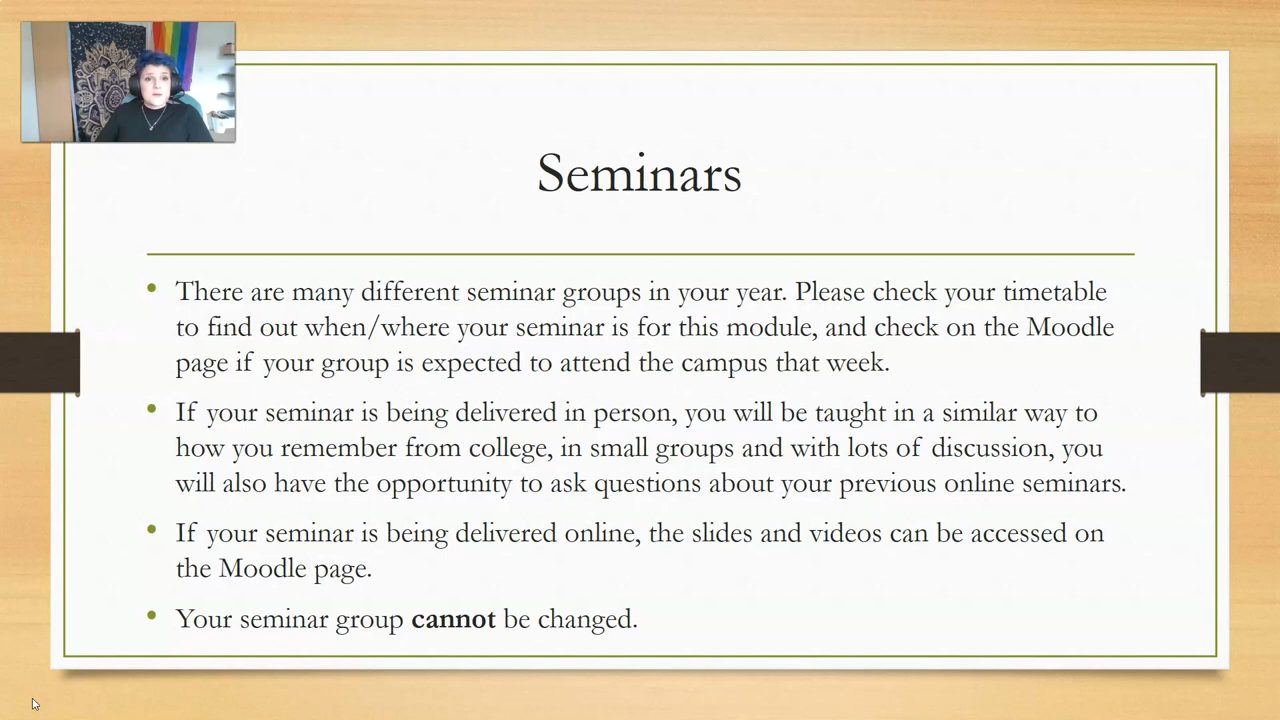 Seminars
There are many different seminar groups in your year. Please check your timetable
to find out when/where your seminar is for this module, and check on the Moodle
page if your group is expected to attend the campus that week.
If your seminar is being delivered in person, you will be taught in a similar way to
how you remember from college, in small groups and with lots of discussion, you
will also have the opportunity to ask questions about your previous online seminars.
If your seminar is being delivered online, the slides and videos can be accessed on
the Moodle page.
Your seminar group cannot be changed.